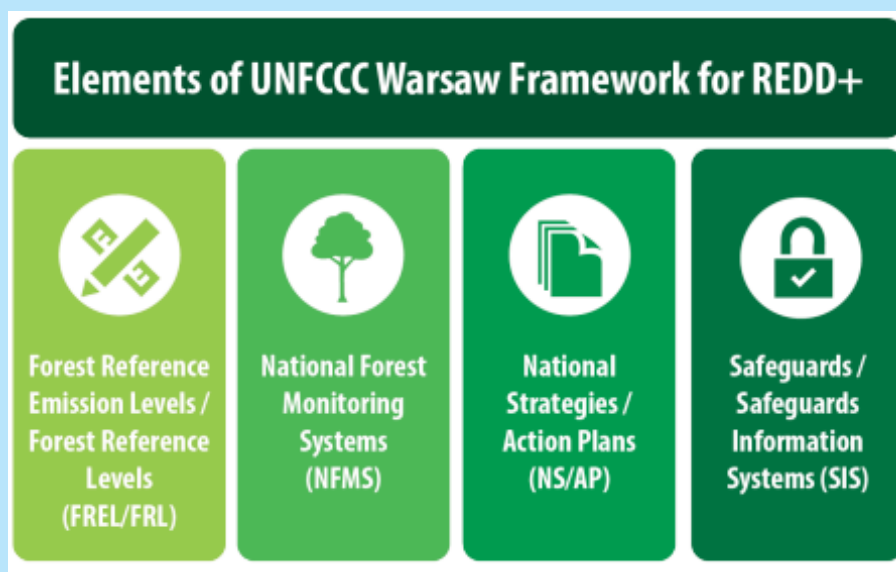 Elements of UNFCCC Warsaw Framework for REDD+
Forest Reference
Emission Levels /
Forest Reference
Levels
(FREL/FRL)
National Forest
Monitoring
Systems
(NFMS)
National
Strategies /
Action Plans
(NS/AP)
Safeguards /
Safeguards
Information
Systems (SIS)